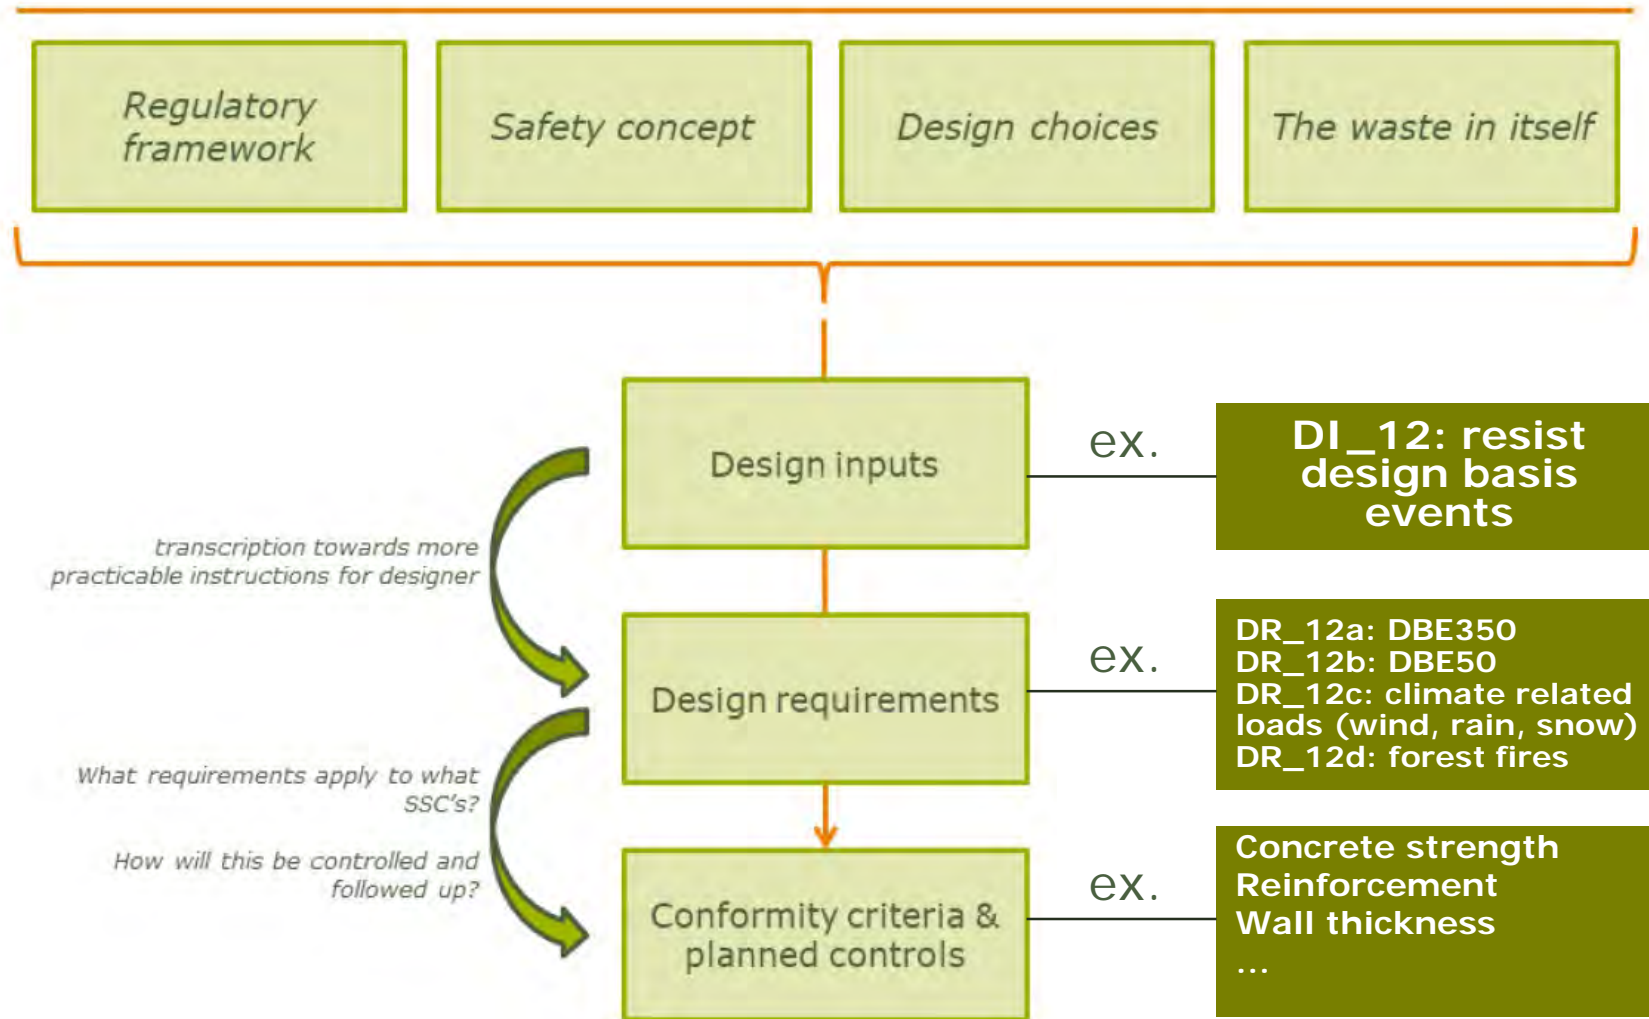 Regulatory
framework
Safety concept
Design choices
The waste in itself
Design inputs
ex.
DI_12: resist
design basis
events
transcription towards more
practicable instructions for designer
Design requirements
ex.
DR_12a: DBE350
DR_12b: DBE50
DR_12c: climate related
loads (wind, rain, snow)
DR_12d: forest fires
What requirements apply to what
SSC's?
How will this be controlled and
followed up?
Conformity criteria &
planned controls
ex.
Concrete strength
Reinforcement
Wall thickness
...